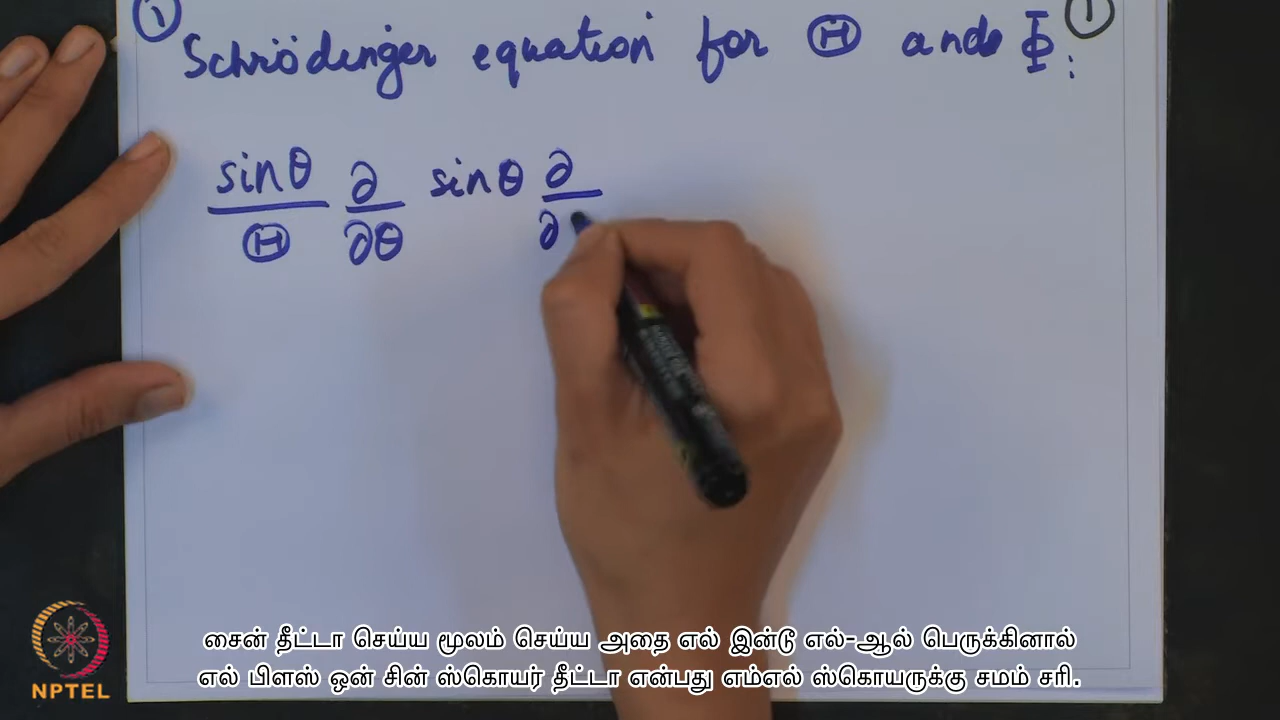 ① ①
Schrödinger equation for Ⓗ and Φ:
sinθ/Ⓗ ∂/∂θ sinθ ∂/∂
சைன் தீட்டா செய்ய மூலம் செய்ய அதை எல் இன்டூ எல்-ஆல் பெருக்கினால்
எல் பிளஸ் ஒன் சின் ஸ்கொயர் தீட்டா என்பது எம்எல் ஸ்கொயருக்கு சமம் சரி.
NPTEL